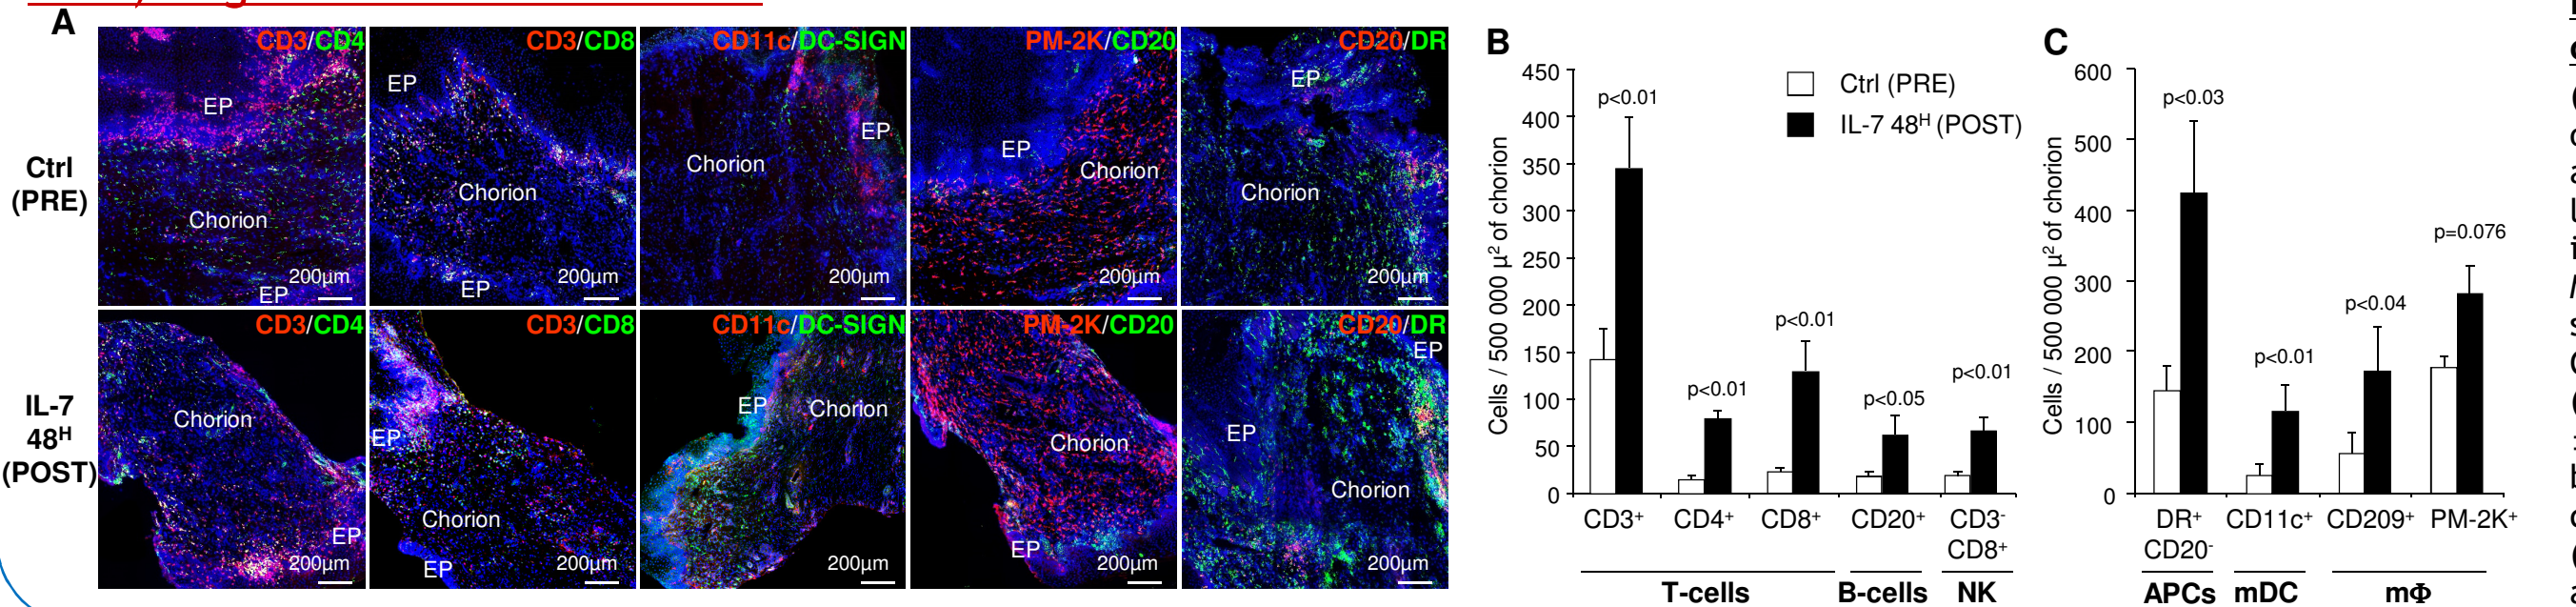 A
CD3/CD4
CD3/CD8
CD11c/DC-SIGN
PM-2K/CD20
CD20/DR
Ctrl
(PRE)
EP
Chorion
200µm
EP
EP
Chorion
200µm
EP
Chorion
EP
200µm
EP
Chorion
200µm
EP
Chorion
200µm
CD3/CD4
CD3/CD8
CD11c/DC-SIGN
PM-2K/CD20
CD20/DR
IL-7
48H
(POST)
Chorion
EP
200µm
EP
Chorion
200µm
EP
EP
Chorion
200µm
Chorion
EP
200µm
EP
EP
Chorion
200µm
B
Ctrl (PRE)
IL-7 48H (POST)
Cells / 500 000 µ2 of chorion
450
400
350
300
250
200
150
100
50
0
p<0.01
p<0.01
p<0.01
p<0.05
p<0.01
CD3+
CD4+
CD8+
CD20+
CD3-
CD8+
T-cells
B-cells
NK
C
Cells / 500 000 µ2 of chorion
600
500
400
300
200
100
0
p<0.03
p<0.01
p<0.04
p=0.076
DR+
CD20-
CD11c+
CD209+
PM-2K+
APCs
mDC
mΦ